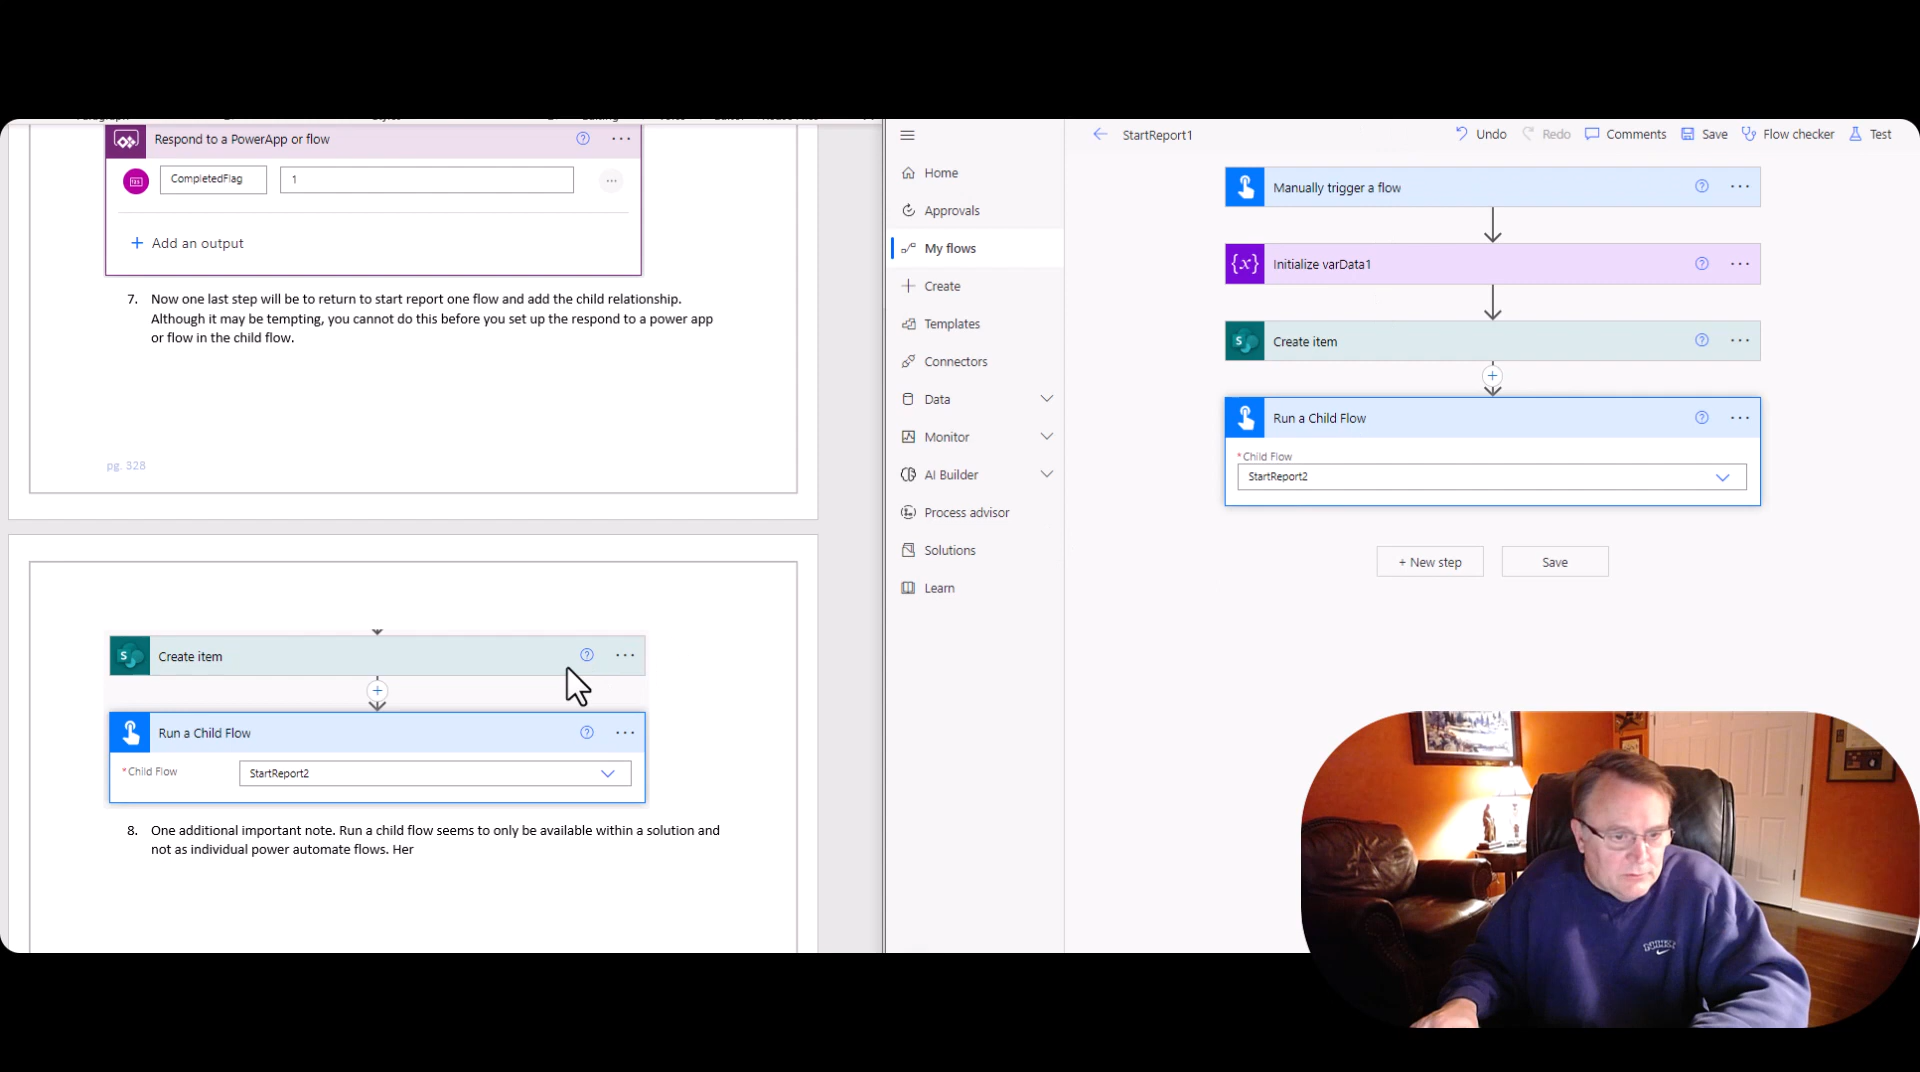 Respond to a PowerApp or flow
CompletedFlag
1
Add an output
7. Now one last step will be to return to start report one flow and add the child relationship.
Although it may be tempting, you cannot do this before you set up the respond to a power app
or flow in the child flow.
pg. 328
Create item
Run a Child Flow
*Child Flow
StartReport2
8. One additional important note. Run a child flow seems to only be available within a solution and
not as individual power automate flows. Her
Home
Approvals
My flows
Create
Templates
Connectors
Data
Monitor
AI Builder
Process advisor
Solutions
Learn
StartReport1
Undo
Redo
Comments
Save
Flow checker
Test
Manually trigger a flow
{x}
Initialize varData1
Create item
Run a Child Flow
*Child Flow
StartReport2
+ New step
Save